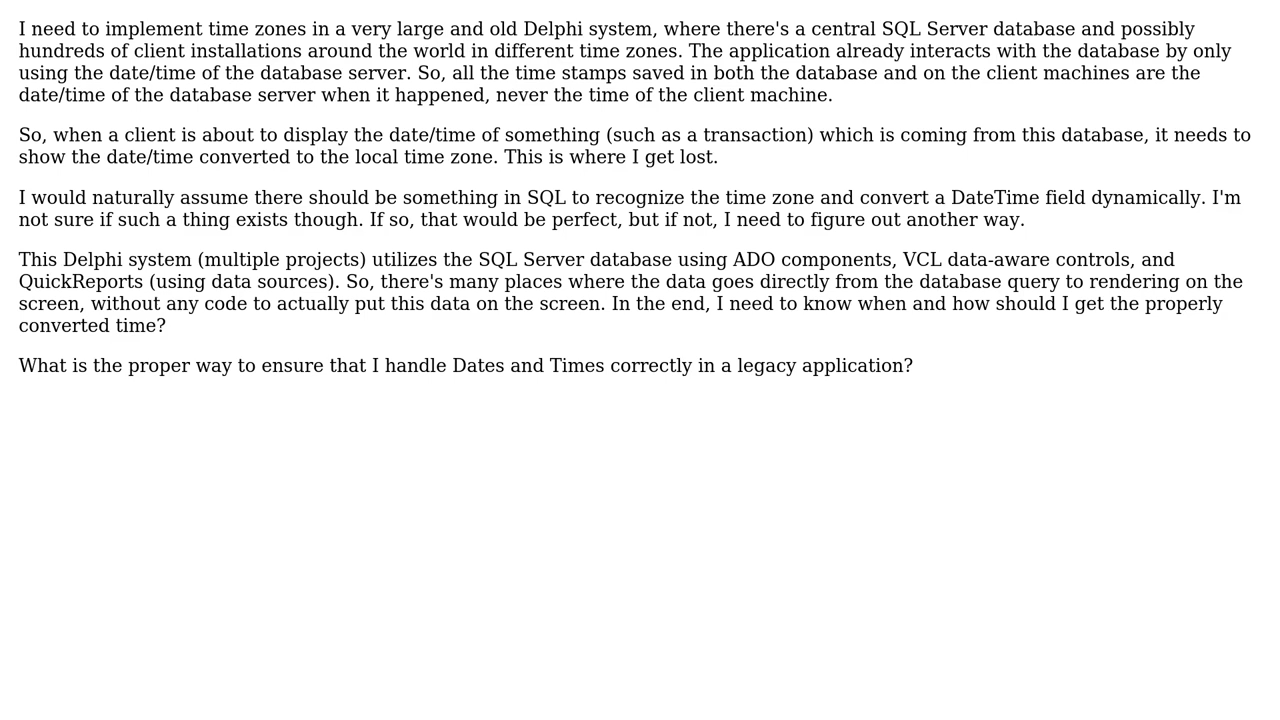 I need to implement time zones in a very large and old Delphi system, where there's a central SQL Server database and possibly
hundreds of client installations around the world in different time zones. The application already interacts with the database by only
using the date/time of the database server. So, all the time stamps saved in both the database and on the client machines are the
date/time of the database server when it happened, never the time of the client machine.
So, when a client is about to display the date/time of something (such as a transaction) which is coming from this database, it needs to
show the date/time converted to the local time zone. This is where I get lost.
I would naturally assume there should be something in SQL to recognize the time zone and convert a DateTime field dynamically. I'm
not sure if such a thing exists though. If so, that would be perfect, but if not, I need to figure out another way.
This Delphi system (multiple projects) utilizes the SQL Server database using ADO components, VCL data-aware controls, and
QuickReports (using data sources). So, there's many places where the data goes directly from the database query to rendering on the
screen, without any code to actually put this data on the screen. In the end, I need to know when and how should I get the properly
converted time?
What is the proper way to ensure that I handle Dates and Times correctly in a legacy application?